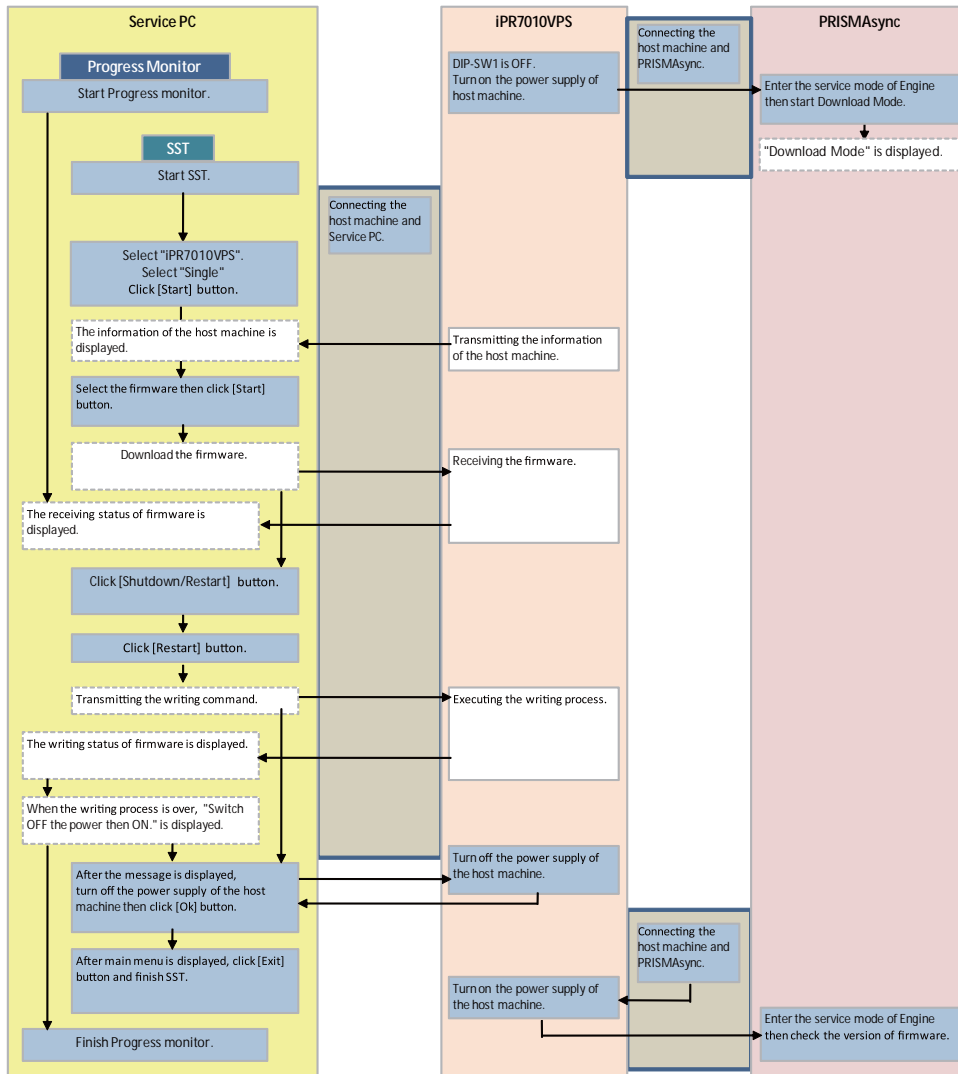 Service PC
iPR7010VPS
PRISMAsync
Progress Monitor
Start Progress monitor.
DIP-SW1 is OFF.
Turn on the power supply of
host machine.
Connecting the
host machine and
PRISMAsync.
Enter the service mode of Engine
then start Download Mode.
"Download Mode" is displayed.
SST
Start SST.
Connecting the
host machine and
Service PC.
Select "iPR7010VPS".
Select "Single"
Click [Start] button.
The information of the host machine is
displayed.
Transmitting the information
of the host machine.
Select the firmware then click [Start]
button.
Download the firmware.
Receiving the firmware.
The receiving status of firmware is
displayed.
Click [Shutdown/Restart] button.
Click [Restart] button.
Transmitting the writing command.
Executing the writing process.
The writing status of firmware is displayed.
When the writing process is over, "Switch
OFF the power then ON." is displayed.
After the message is displayed,
turn off the power supply of the host
machine then click [Ok] button.
Turn off the power supply of
the host machine.
After main menu is displayed, click [Exit]
button and finish SST.
Connecting the
host machine and
PRISMAsync.
Turn on the power supply of
the host machine.
Enter the service mode of Engine
then check the version of firmware.
Finish Progress monitor.